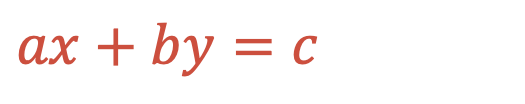 ax + by = c